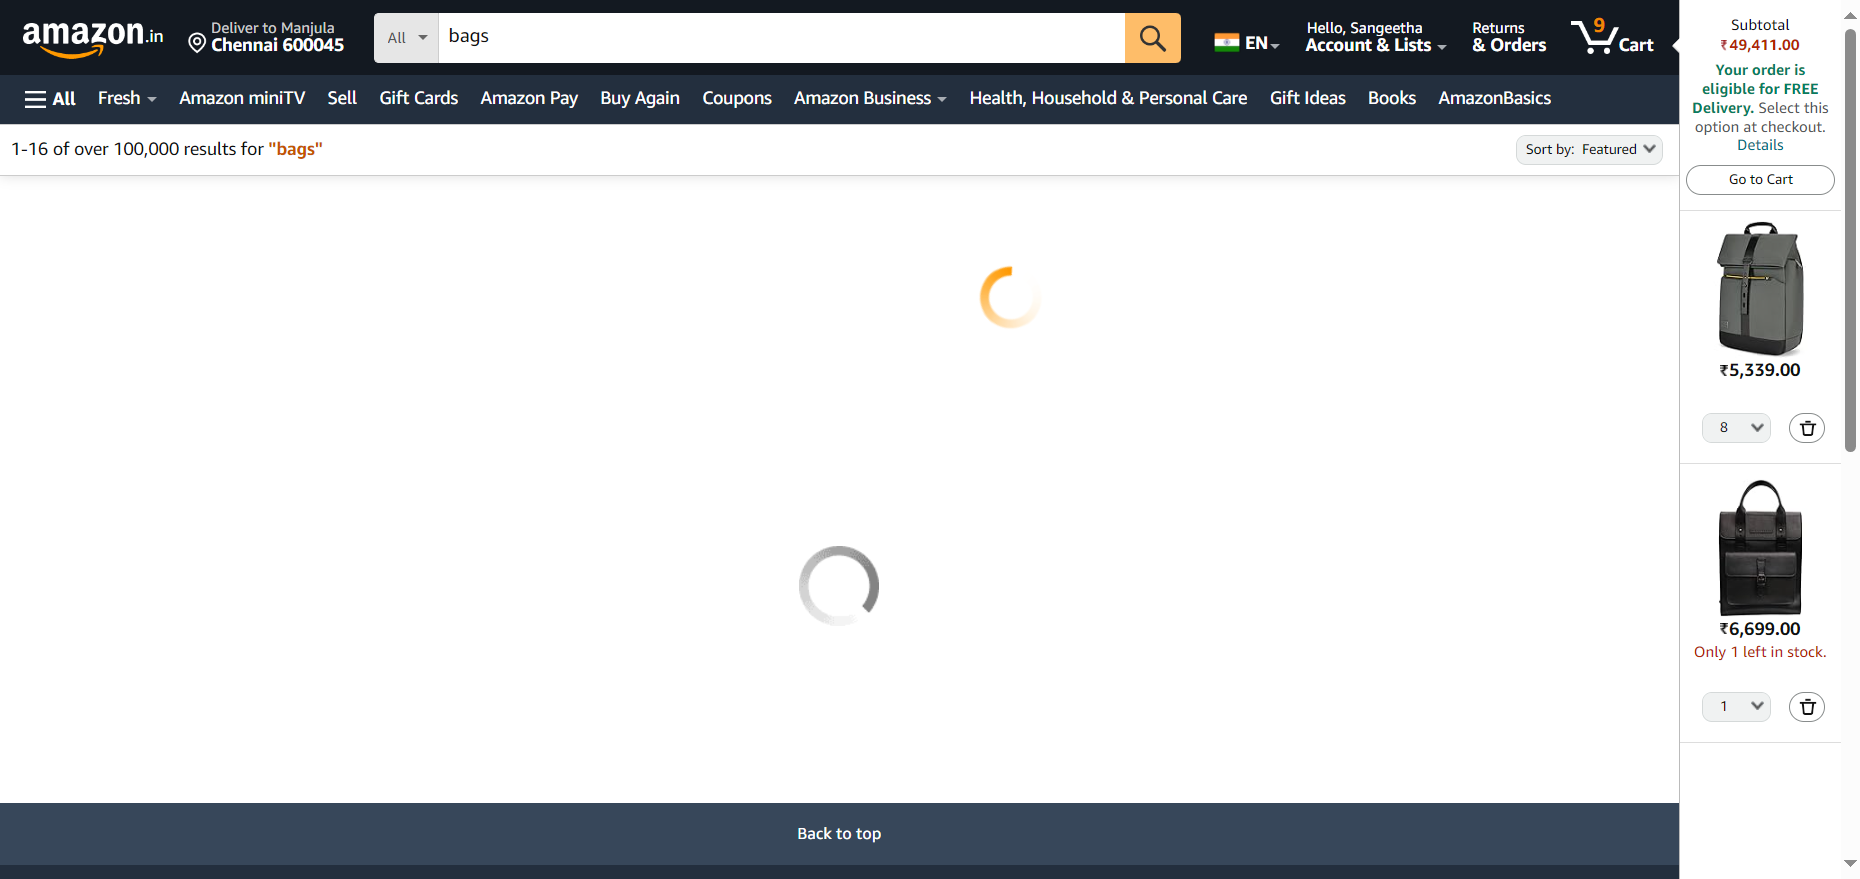 amazon.in
Deliver to Manjula
Chennai 600045
All
bags
EN
Hello, Sangeetha
Account & Lists
Returns
& Orders
9
Cart
All
Fresh
Amazon miniTV
Sell
Gift Cards
Amazon Pay
Buy Again
Coupons
Amazon Business
Health, Household & Personal Care
Gift Ideas
Books
AmazonBasics
1-16 of over 100,000 results for "bags"
Sort by: Featured
Back to top
Subtotal
₹49,411.00
Your order is
eligible for FREE
Delivery. Select this
option at checkout.
Details
Go to Cart
₹5,339.00
8
₹6,699.00
Only 1 left in stock.
1